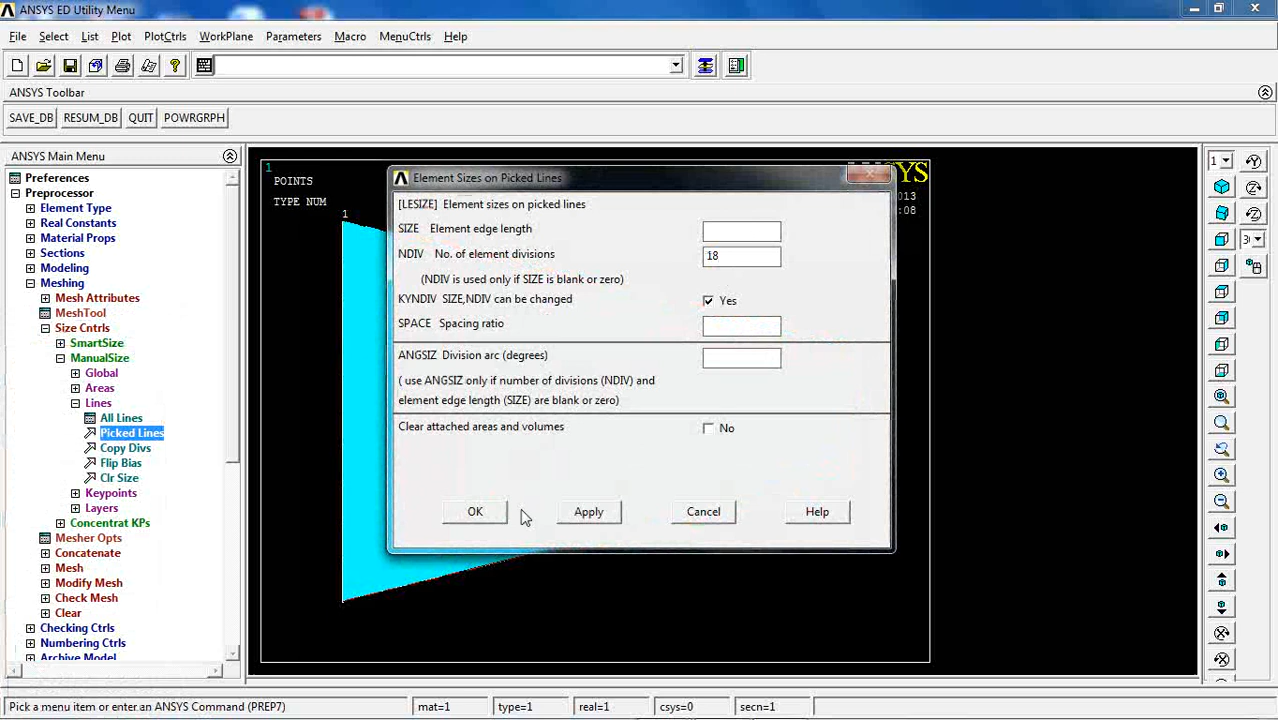 ANSYS ED Utility Menu
File Select List Plot PlotCtrls WorkPlane Parameters Macro MenuCtrls Help
ANSYS Toolbar
SAVE_DB RESUM_DB QUIT POWRGRPH
ANSYS Main Menu
Preferences
Preprocessor
Element Type
Real Constants
Material Props
Sections
Modeling
Meshing
Mesh Attributes
MeshTool
Size Cntrls
SmartSize
ManualSize
Global
Areas
Lines
All Lines
Picked Lines
Copy Divs
Flip Bias
Clr Size
Keypoints
Layers
Concentrat KPs
Mesher Opts
Concatenate
Mesh
Modify Mesh
Check Mesh
Clear
Checking Ctrls
Numbering Ctrls
Archive Model
1
POINTS
TYPE NUM
1
YS
013
:08
Element Sizes on Picked Lines
[LESIZE] Element sizes on picked lines
SIZE Element edge length
NDIV No. of element divisions 18
(NDIV is used only if SIZE is blank or zero)
KYNDIV SIZE,NDIV can be changed Yes
SPACE Spacing ratio
ANGSIZ Division arc (degrees)
( use ANGSIZ only if number of divisions (NDIV) and
element edge length (SIZE) are blank or zero)
Clear attached areas and volumes No
OK Apply Cancel Help
1
3
Pick a menu item or enter an ANSYS Command (PREP7) mat=1 type=1 real=1 csys=0 secn=1